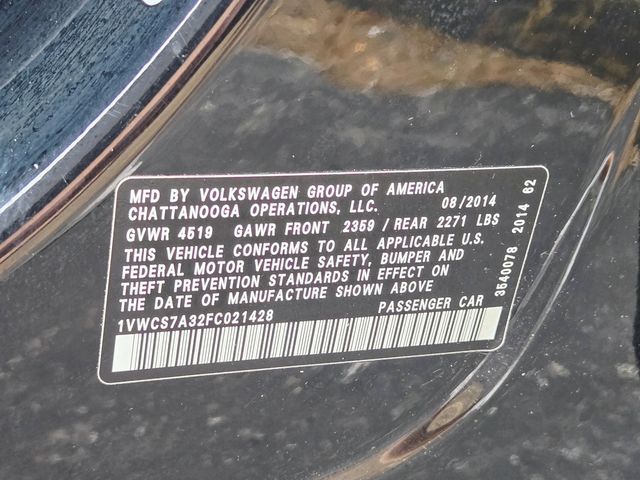 MFD BY VOLKSWAGEN GROUP OF AMERICA
CHATTANOOGA OPERATIONS, LLC. 08/2014
GVWR 4519 GAWR FRONT 2359 / REAR 2271 LBS
THIS VEHICLE CONFORMS TO ALL APPLICABLE U.S.
FEDERAL MOTOR VEHICLE SAFETY, BUMPER AND
THEFT PREVENTION STANDARDS IN EFFECT ON
THE DATE OF MANUFACTURE SHOWN ABOVE
1VWCS7A32FC021428 PASSENGER CAR
3540078 2014 62